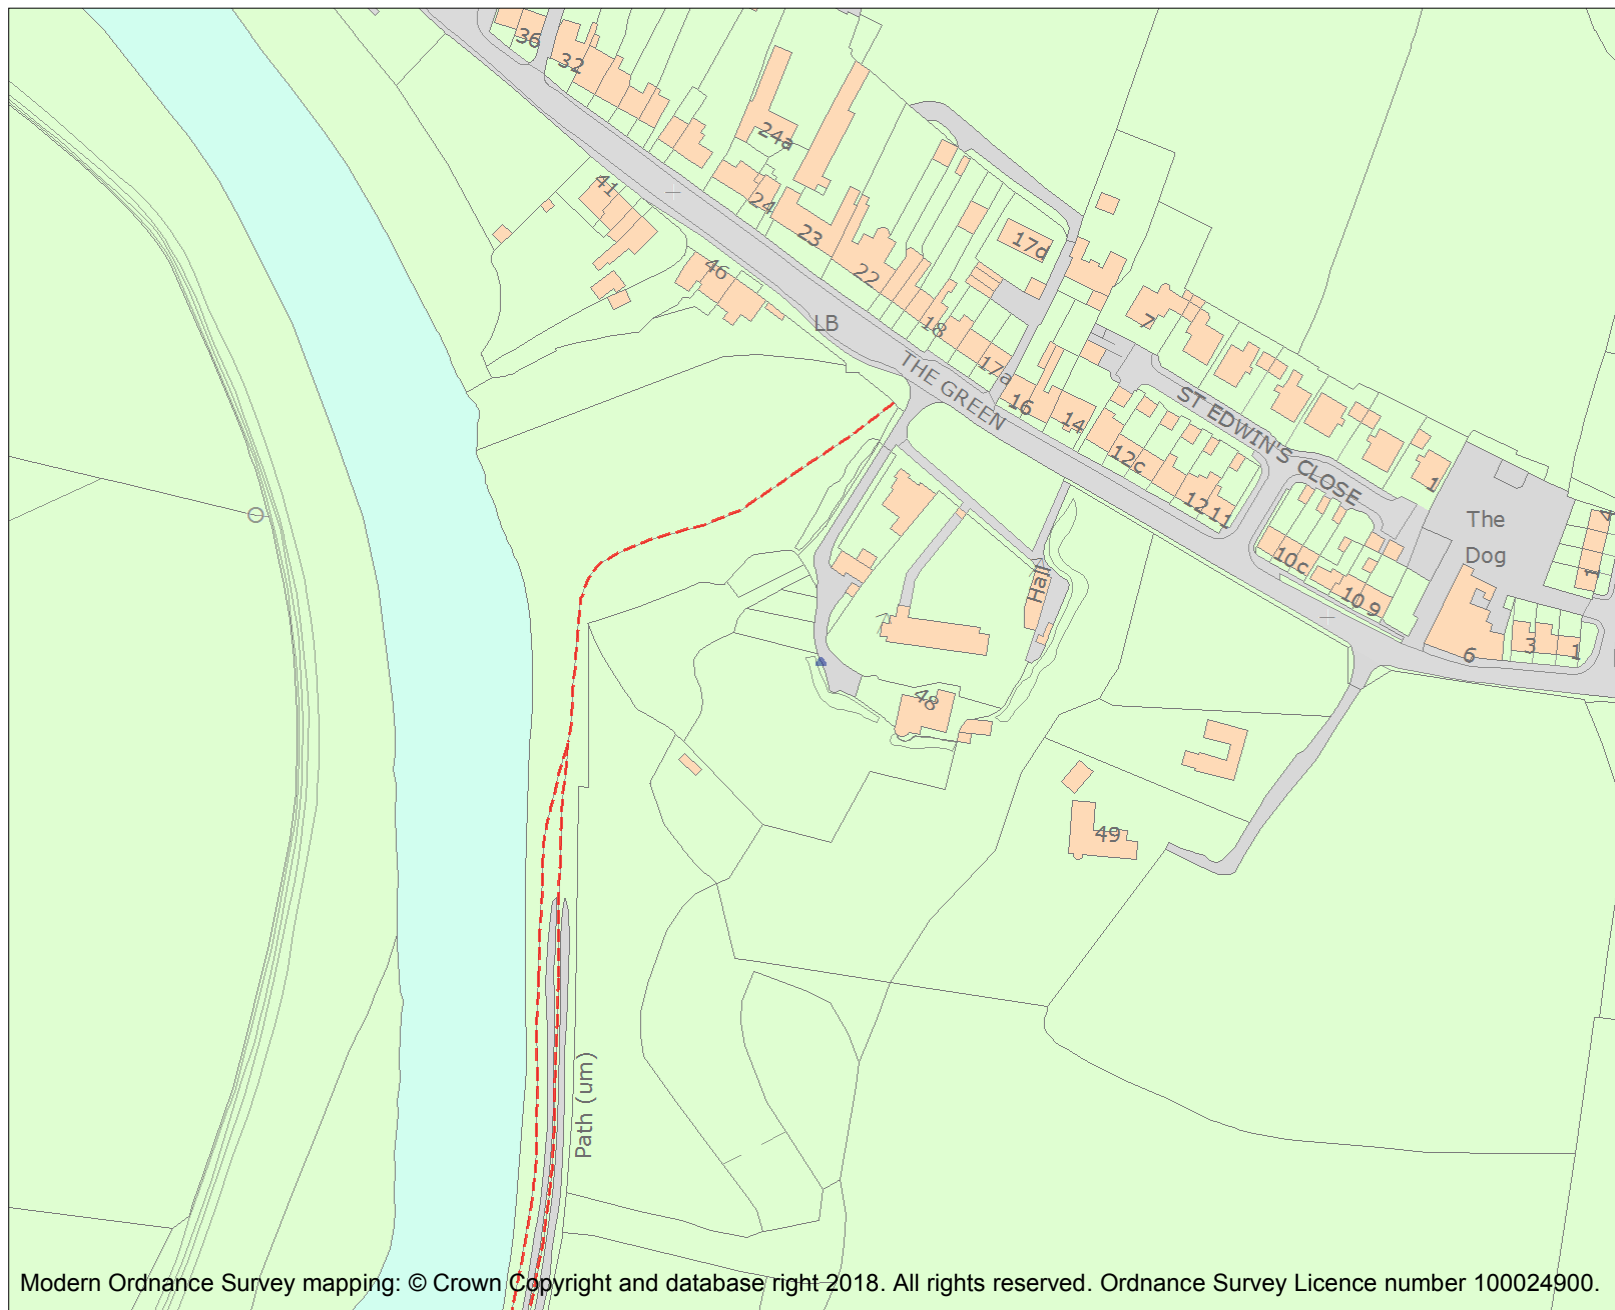 36
32
24a
41
24
23
17d
46
22
7
LB
18
THE GREEN
17a
16
14
ST EDWIN'S CLOSE
12c
1
12
11
The
Dog
4
1
10c
10
9
Hall
6
3
1
48
49
Path (um)
Modern Ordnance Survey mapping: © Crown Copyright and database right 2018. All rights reserved. Ordnance Survey Licence number 100024900.